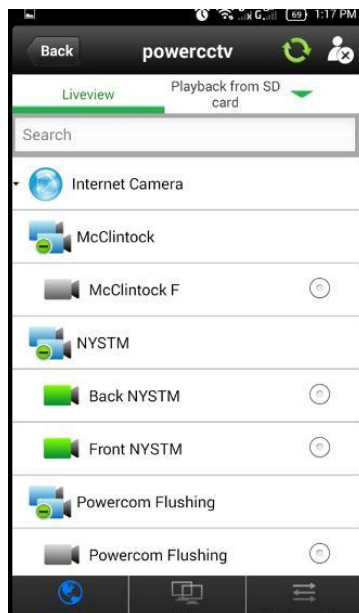 69 1:17 PM
Back
powercctv
Liveview
Playback from SD
card
Search
Internet Camera
McClintock
McClintock F
NYSTM
Back NYSTM
Front NYSTM
Powercom Flushing
Powercom Flushing